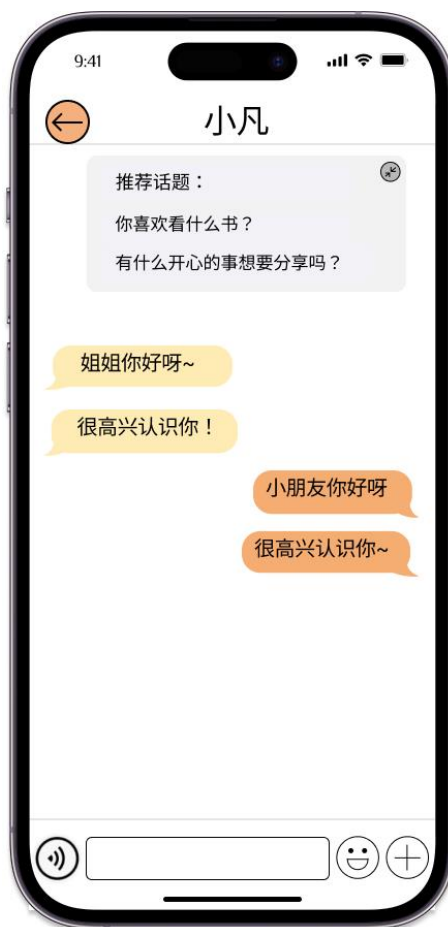 9:41
小凡
推荐话题：
你喜欢看什么书？
有什么开心的事想要分享吗？
姐姐你好呀~
很高兴认识你！
小朋友你好呀
很高兴认识你~